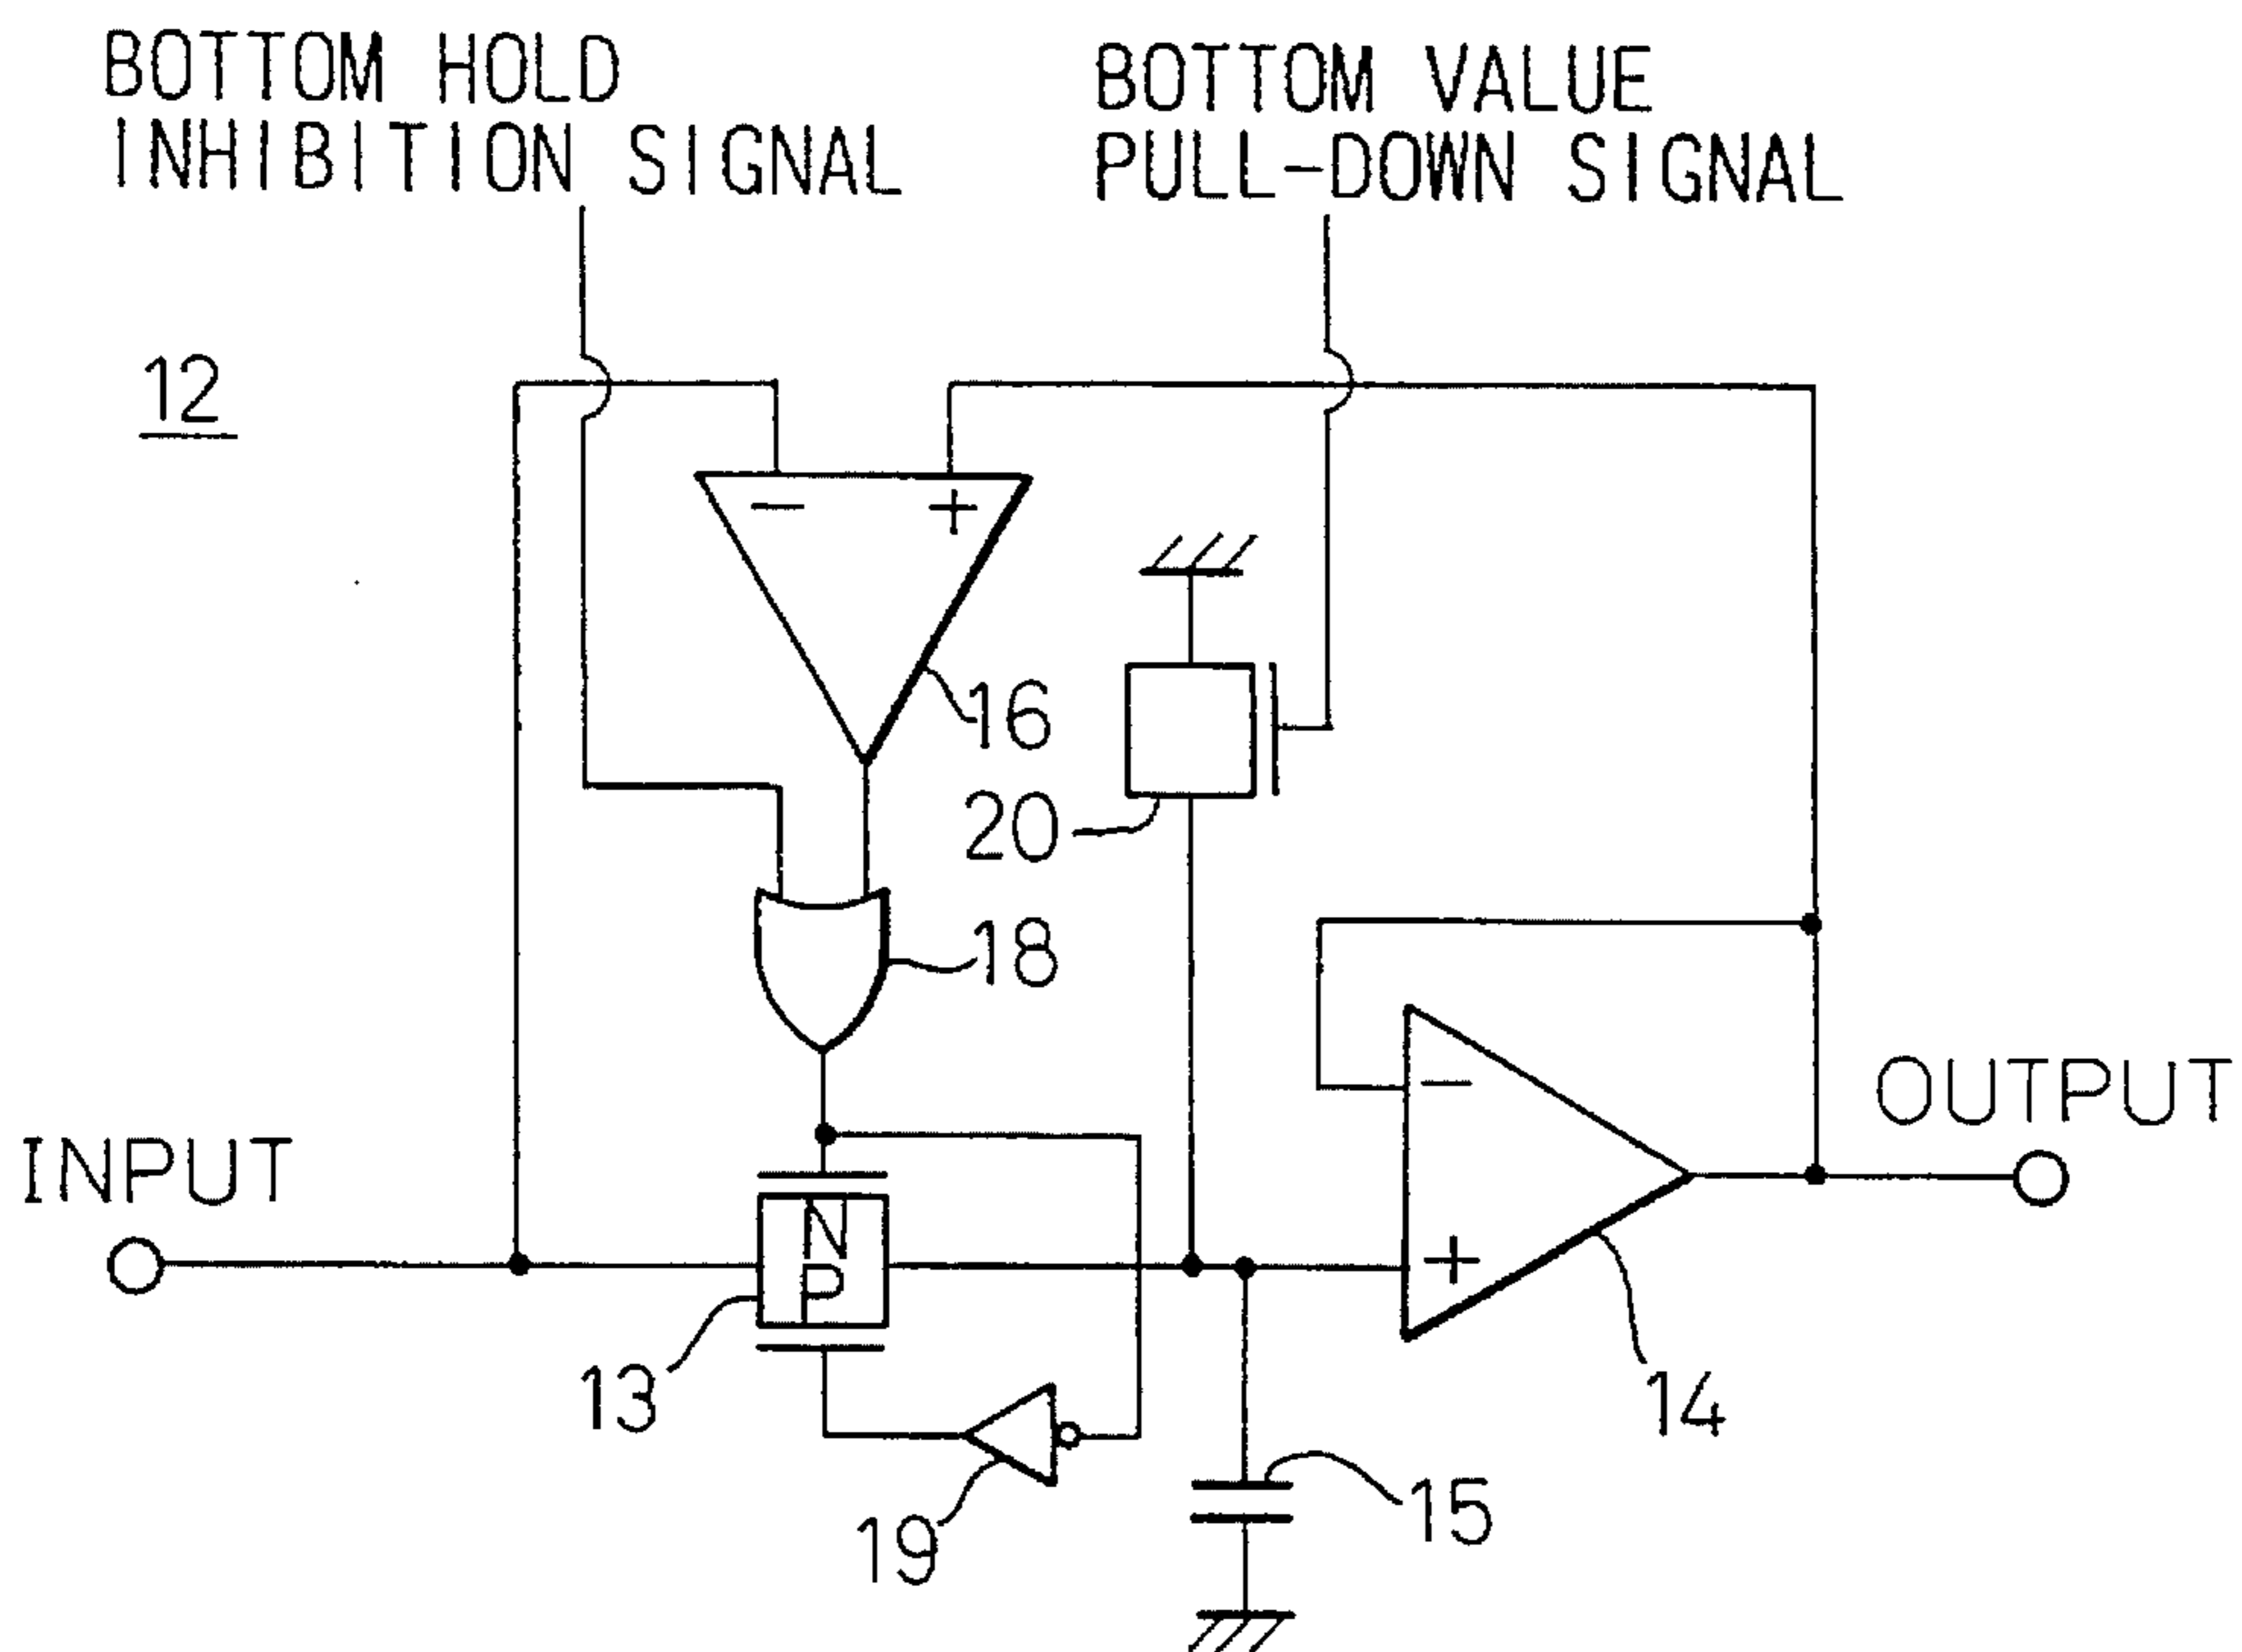 BOTTOM HOLD
INHIBITION SIGNAL
BOTTOM VALUE
PULL-DOWN SIGNAL
12
- +
16
20
18
-
OUTPUT
INPUT
N
P
+
13
14
15
19